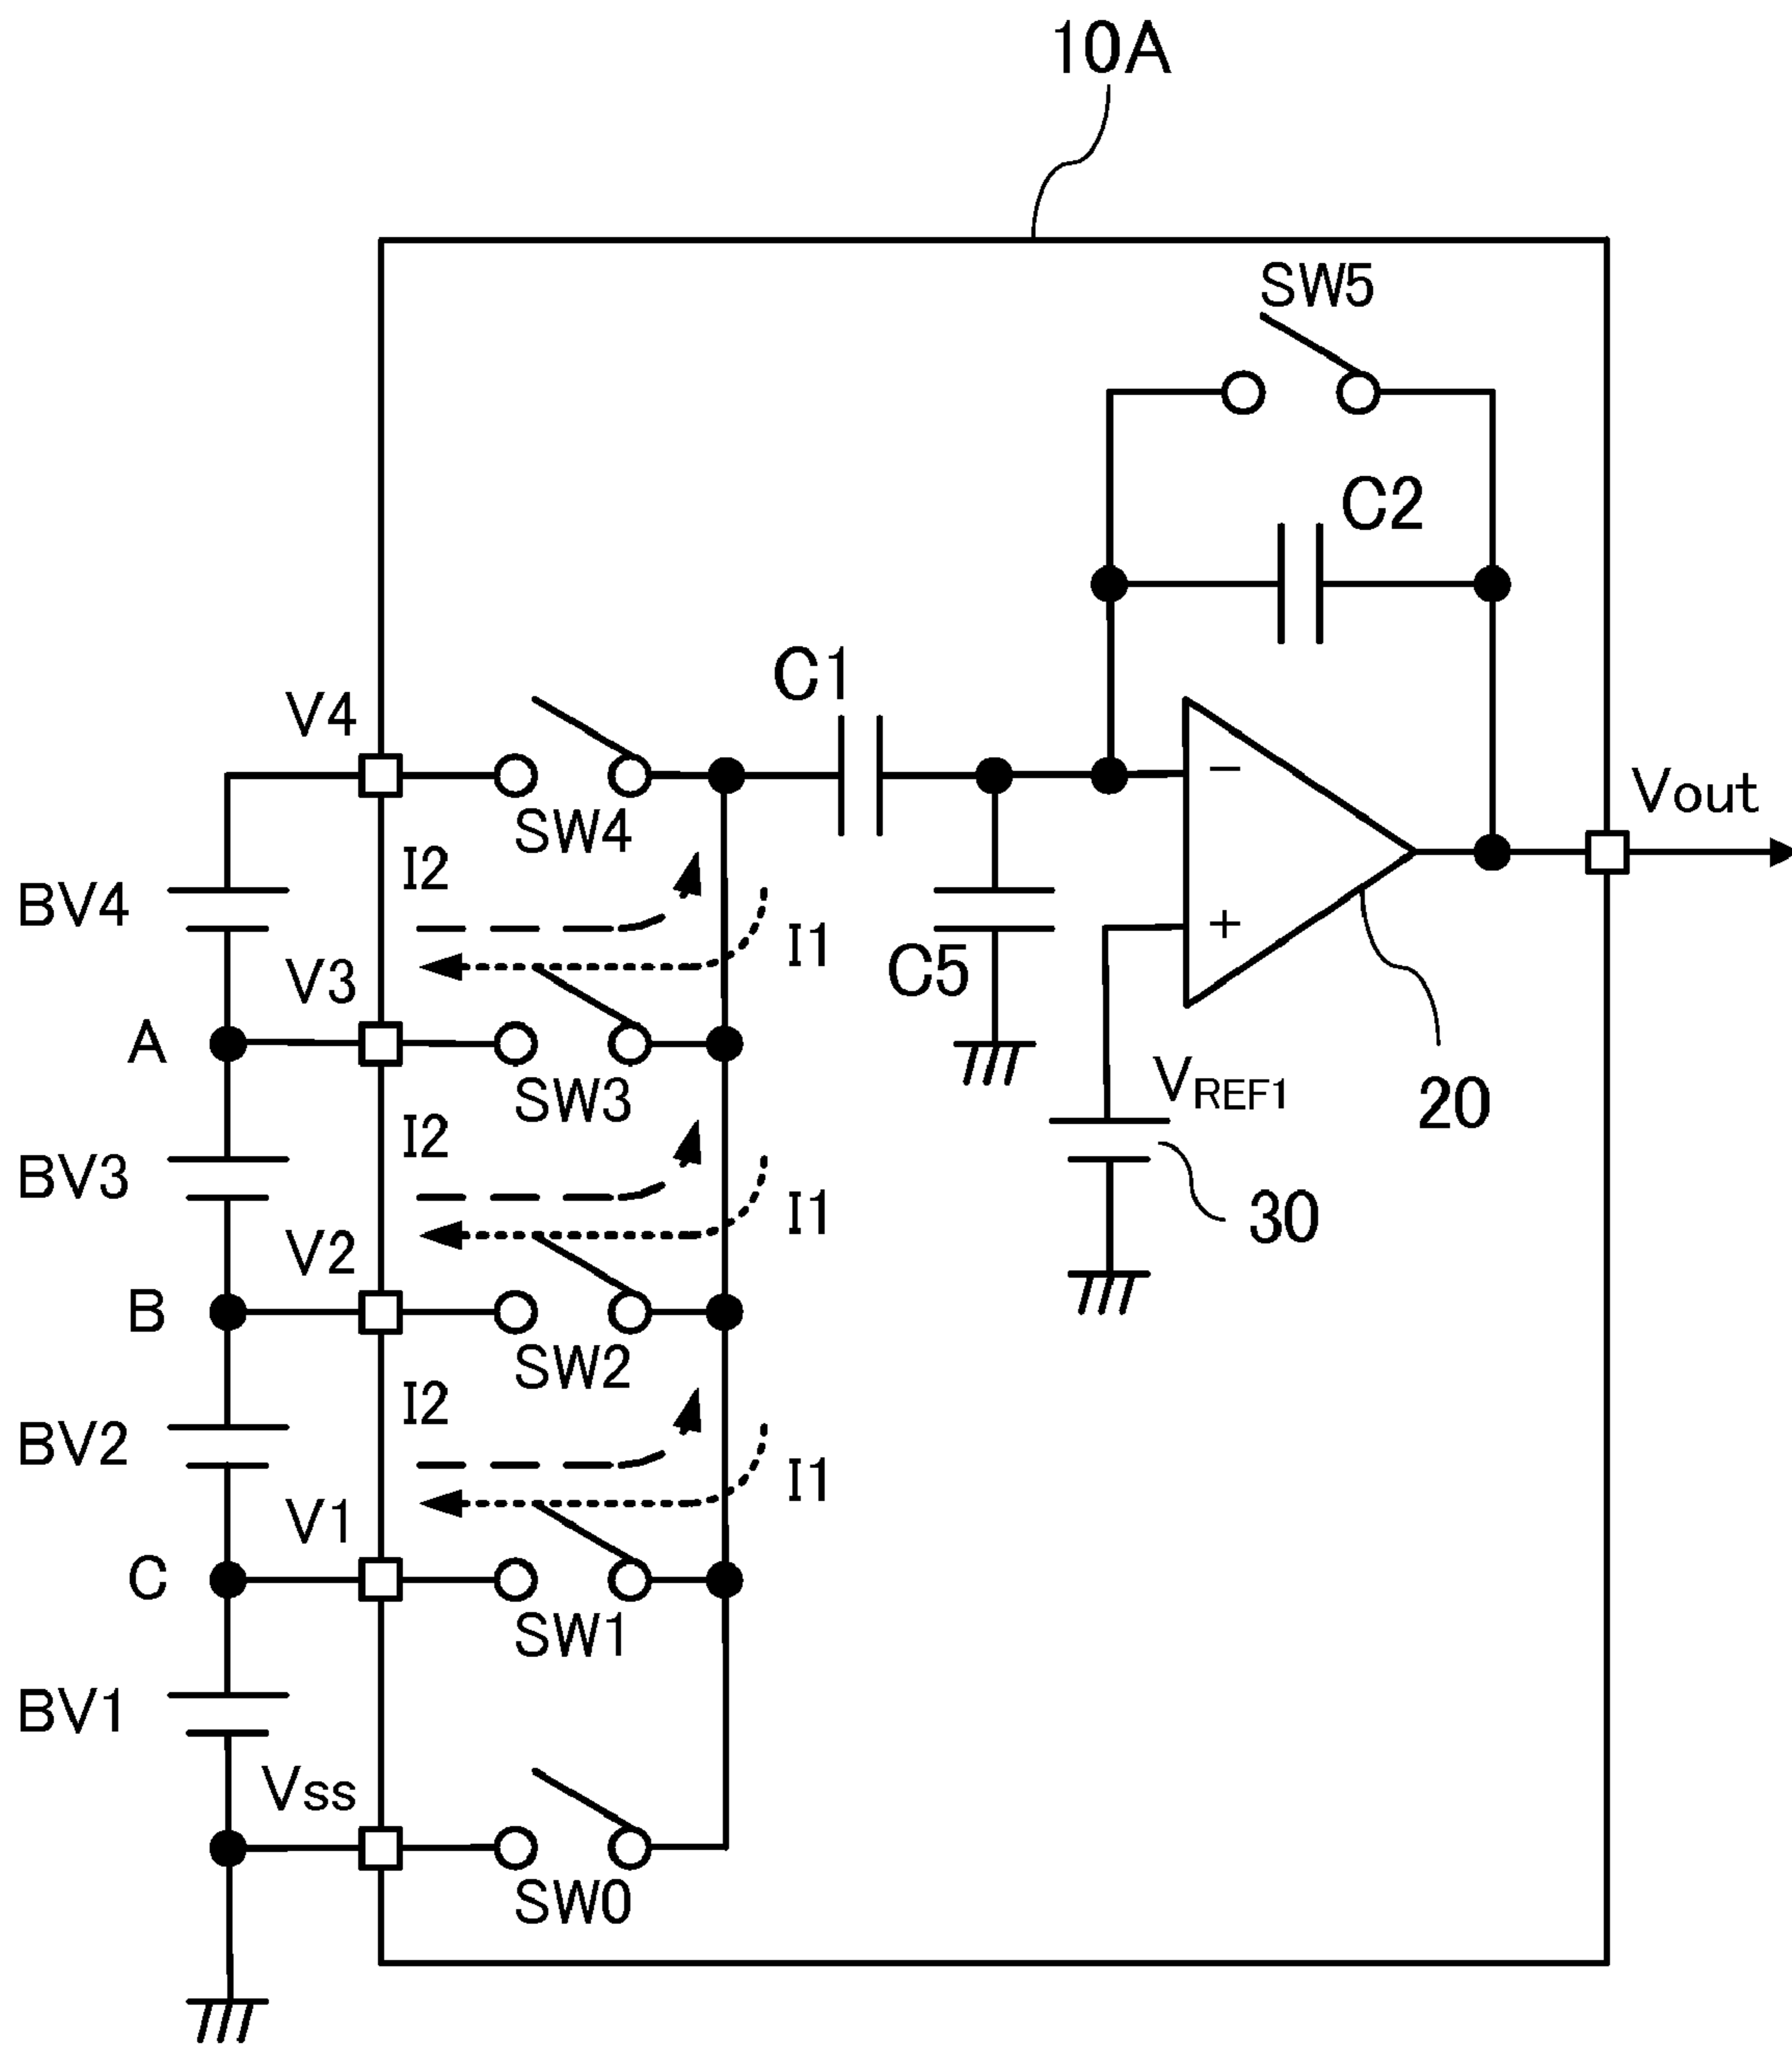 10A
SW5
C2
C1
V4
SW4
Vout
I2
BV4
I1
C5
V3
A
SW3
VREF1
20
I2
BV3
I1
30
V2
B
SW2
I2
BV2
I1
V1
C
SW1
BV1
Vss
SW0
−
+